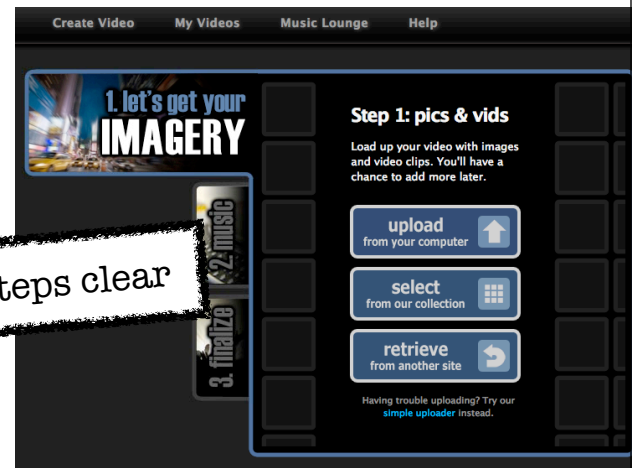 Create Video My Videos Music Lounge Help
1. let's get your
IMAGERY
2. music
3. finalize
teps clear
Step 1: pics & vids
Load up your video with images
and video clips. You'll have a
chance to add more later.
upload
from your computer
select
from our collection
retrieve
from another site
Having trouble uploading? Try our
simple uploader instead.